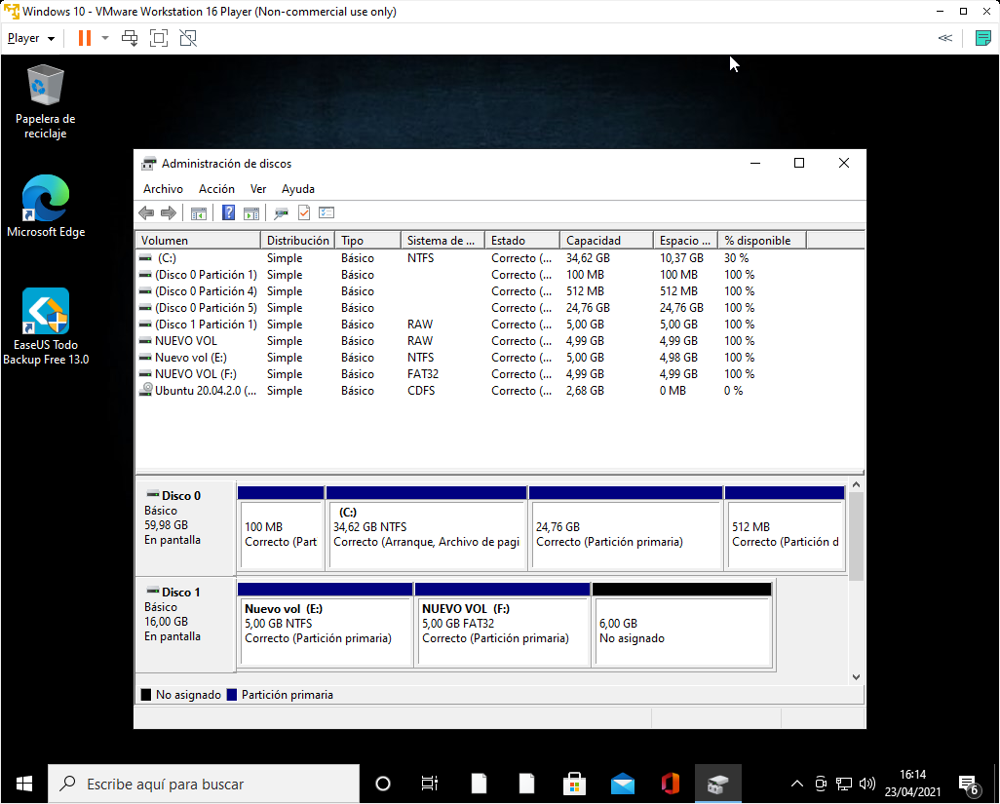 Windows 10 - VMware Workstation 16 Player (Non-commercial use only)
Player
Papelera de
reciclaje
Microsoft Edge
EaseUS Todo
Backup Free 13.0
Administración de discos
Archivo Acción Ver Ayuda
Volumen Distribución Tipo Sistema de ... Estado Capacidad Espacio ... % disponible
(C:) Simple Básico NTFS Correcto (... 34,62 GB 10,37 GB 30 %
(Disco 0 Partición 1) Simple Básico Correcto (... 100 MB 100 MB 100 %
(Disco 0 Partición 4) Simple Básico Correcto (... 512 MB 512 MB 100 %
(Disco 0 Partición 5) Simple Básico Correcto (... 24,76 GB 24,76 GB 100 %
(Disco 1 Partición 1) Simple Básico RAW Correcto (... 5,00 GB 5,00 GB 100 %
NUEVO VOL Simple Básico RAW Correcto (... 4,99 GB 4,99 GB 100 %
Nuevo vol (E:) Simple Básico NTFS Correcto (... 5,00 GB 4,98 GB 100 %
NUEVO VOL (F:) Simple Básico FAT32 Correcto (... 4,99 GB 4,99 GB 100 %
Ubuntu 20.04.2.0 (... Simple Básico CDFS Correcto (... 2,68 GB 0 MB 0 %
Disco 0
Básico
59,98 GB
En pantalla
100 MB
Correcto (Part
(C:)
34,62 GB NTFS
Correcto (Arranque, Archivo de pagi
24,76 GB
Correcto (Partición primaria)
512 MB
Correcto (Partición d
Disco 1
Básico
16,00 GB
En pantalla
Nuevo vol (E:)
5,00 GB NTFS
Correcto (Partición primaria)
NUEVO VOL (F:)
5,00 GB FAT32
Correcto (Partición primaria)
6,00 GB
No asignado
No asignado Partición primaria
Escribe aquí para buscar
16:14
23/04/2021
6